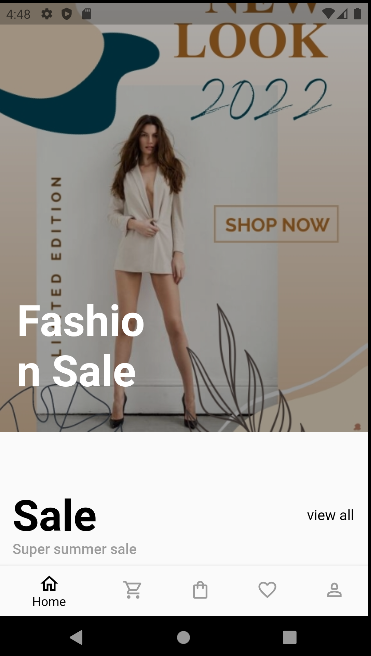 4:48
NEW
LOOK
2022
LIMITED EDITION
SHOP NOW
Fashio
n Sale
Sale
view all
Super summer sale
Home